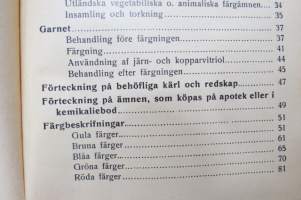 Utländska vegetabiliska o. animaliska färgämnen . 34
Insamling och torkning 35
Garnet 37
Behandling före färgningen 37
Färgning 41
Användning af järn- och kopparvitriol 44
Behandling efter färgningen 45
Förteckning på behöfliga kärl och redskap 47
Förteckning på ämnen, som köpas på apotek eller i
kemikaliebod 49
Färgbeskrifningar 51
Gula färger 51
Bruna färger 61
Blåa färger 65
Gröna färger 70
Röda färger 81